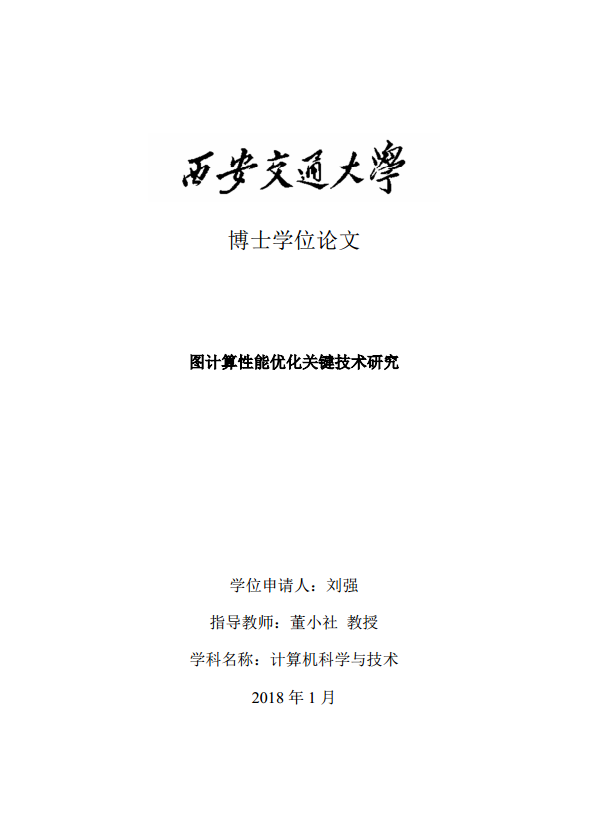 西安交通大學
博士学位论文
图计算性能优化关键技术研究
学位申请人：刘强
指导教师：董小社 教授
学科名称：计算机科学与技术
2018 年 1 月